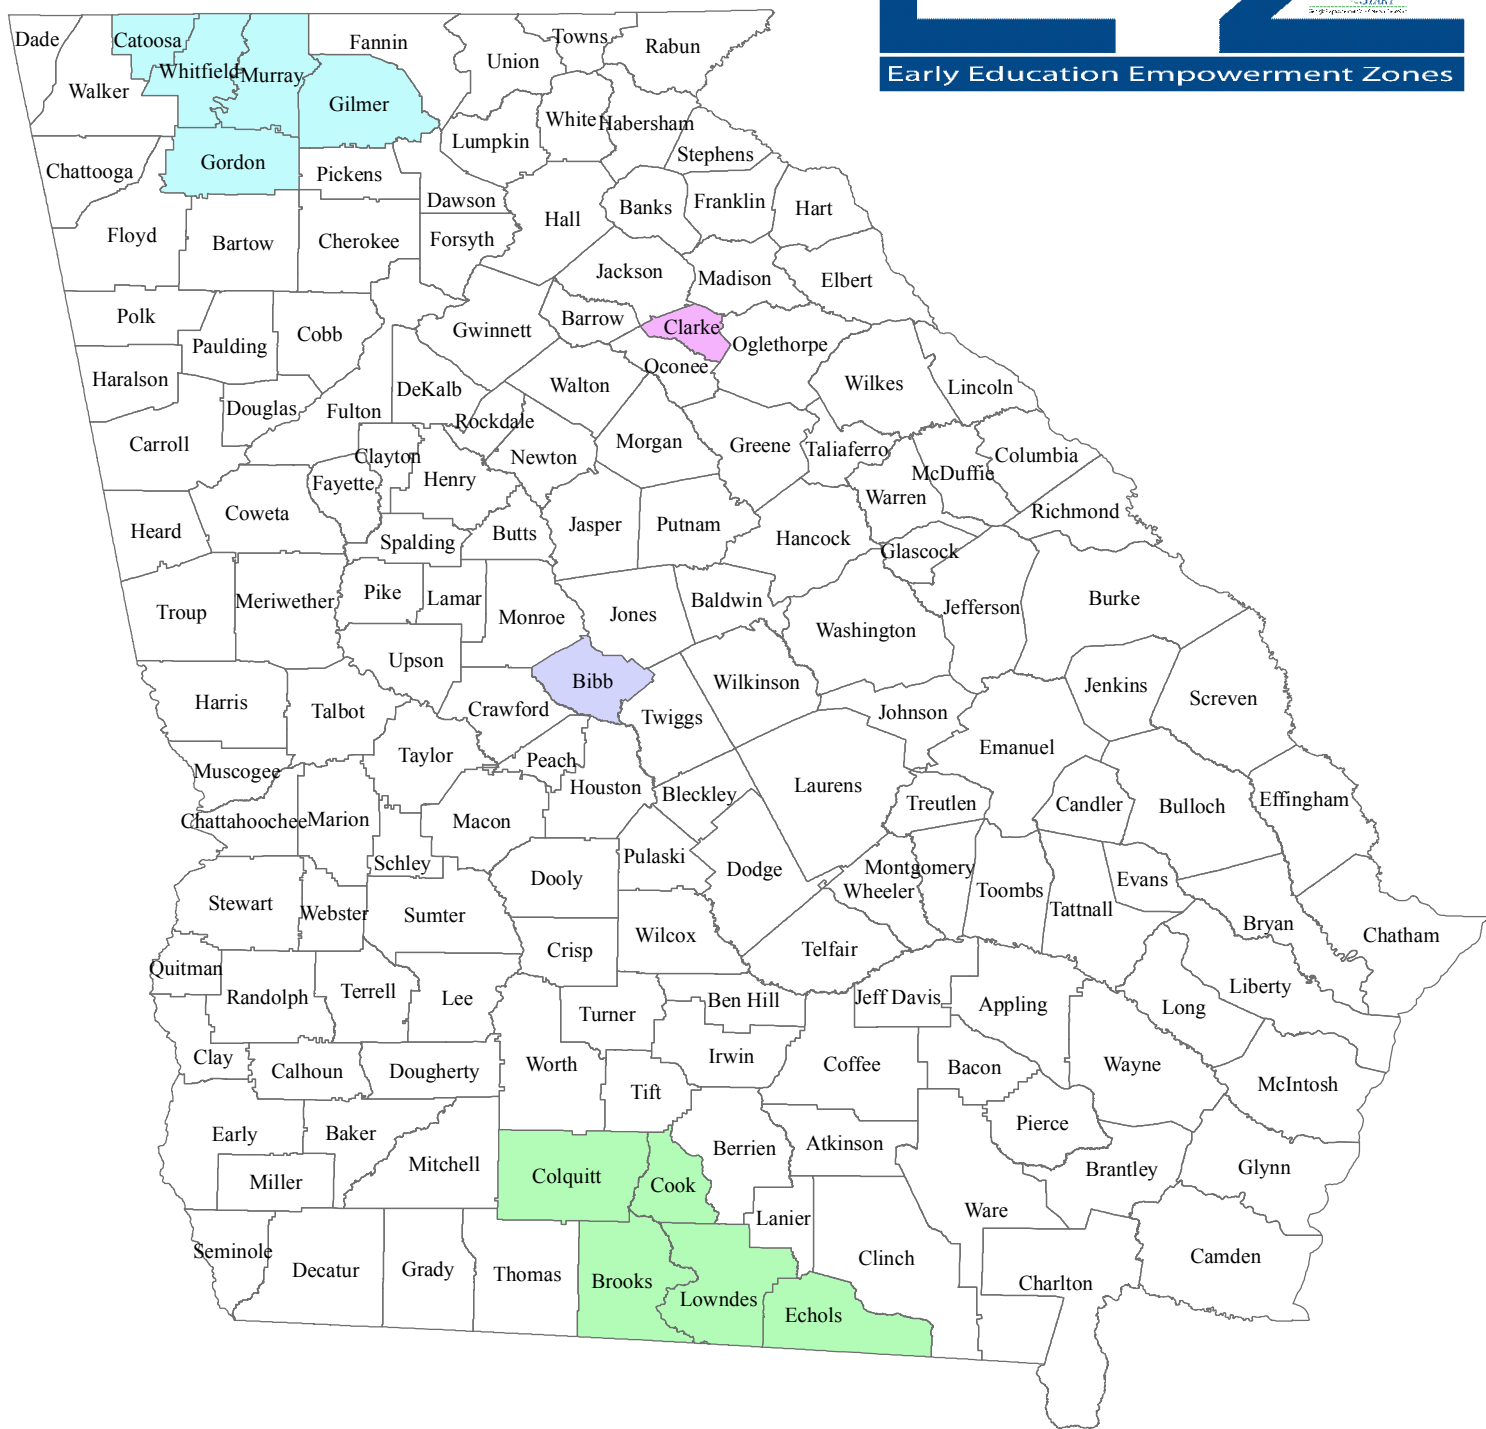 Early Education Empowerment Zones
Dade
Catoosa
Fannin
Towns
Union
Rabun
Walker
Whitfield
Murray
Gilmer
White
Habersham
Lumpkin
Stephens
Chattooga
Gordon
Pickens
Dawson
Hall
Banks
Franklin
Hart
Floyd
Bartow
Cherokee
Forsyth
Jackson
Madison
Elbert
Polk
Paulding
Cobb
Gwinnett
Barrow
Clarke
Oglethorpe
Oconee
Haralson
Douglas
Fulton
DeKalb
Rockdale
Walton
Wilkes
Lincoln
Carroll
Clayton
Fayette
Henry
Newton
Morgan
Greene
Taliaferro
McDuffie
Columbia
Warren
Richmond
Heard
Coweta
Spalding
Butts
Jasper
Putnam
Hancock
Glascock
Troup
Meriwether
Pike
Lamar
Monroe
Jones
Baldwin
Washington
Jefferson
Burke
Upson
Bibb
Wilkinson
Jenkins
Screven
Harris
Talbot
Crawford
Twiggs
Johnson
Emanuel
Muscogee
Taylor
Peach
Houston
Bleckley
Laurens
Treutlen
Candler
Bulloch
Effingham
Chattahoochee
Marion
Macon
Schley
Dooly
Pulaski
Dodge
Montgomery
Wheeler
Toombs
Evans
Tattnall
Stewart
Webster
Sumter
Crisp
Wilcox
Telfair
Bryan
Chatham
Quitman
Randolph
Terrell
Lee
Turner
Ben Hill
Jeff Davis
Appling
Long
Liberty
Clay
Calhoun
Dougherty
Worth
Tift
Irwin
Coffee
Bacon
Wayne
McIntosh
Early
Baker
Mitchell
Miller
Colquitt
Cook
Berrien
Atkinson
Pierce
Brantley
Glynn
Ware
Lanier
Seminole
Decatur
Grady
Thomas
Brooks
Lowndes
Echols
Clinch
Charlton
Camden